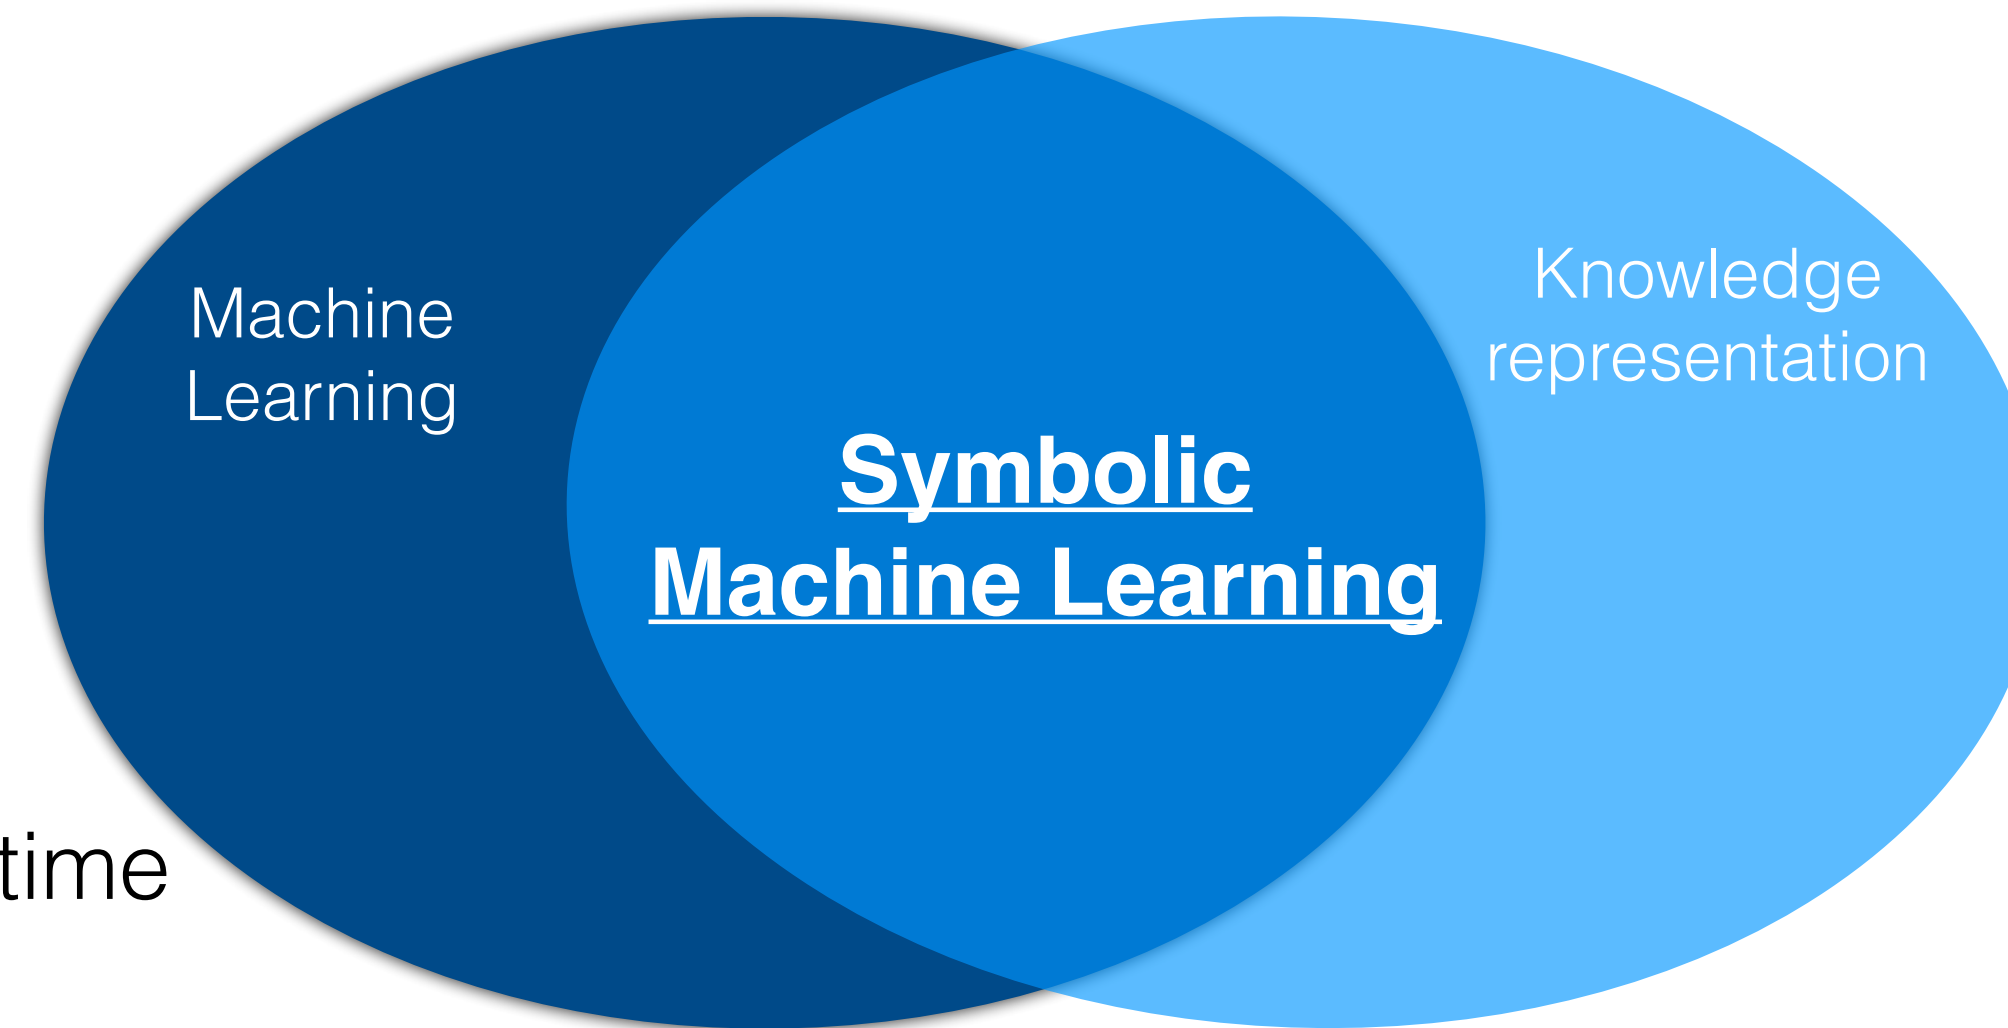 Machine
Learning
Knowledge
representation
Symbolic
Machine Learning
time